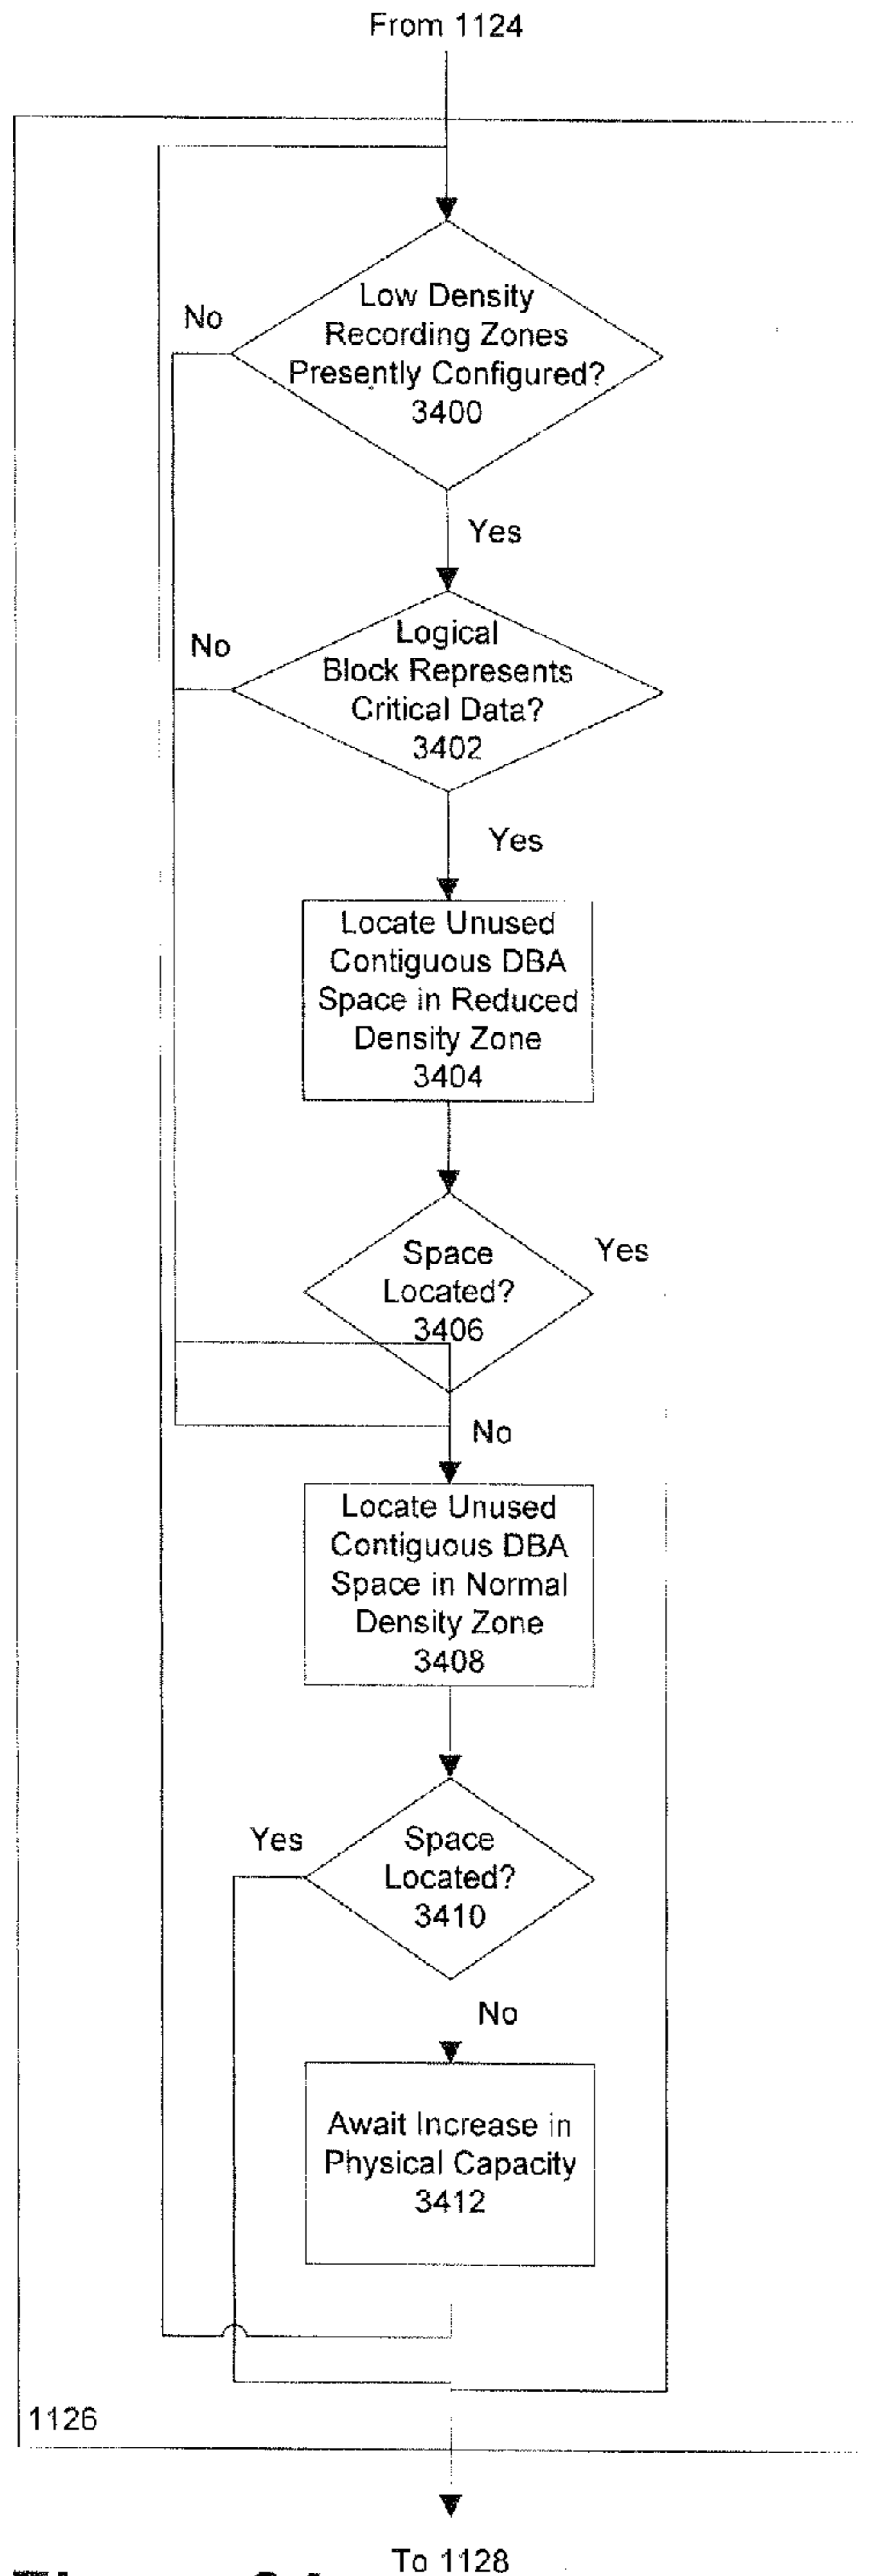 From 1124
Low Density
Recording Zones
Presently Configured?
3400
No
Yes
Logical
Block Represents
Critical Data?
3402
No
Yes
Locate Unused
Contiguous DBA
Space in Reduced
Density Zone
3404
Space
Located?
3406
Yes
No
Locate Unused
Contiguous DBA
Space in Normal
Density Zone
3408
Space
Located?
3410
Yes
No
Await Increase in
Physical Capacity
3412
1126
To 1128